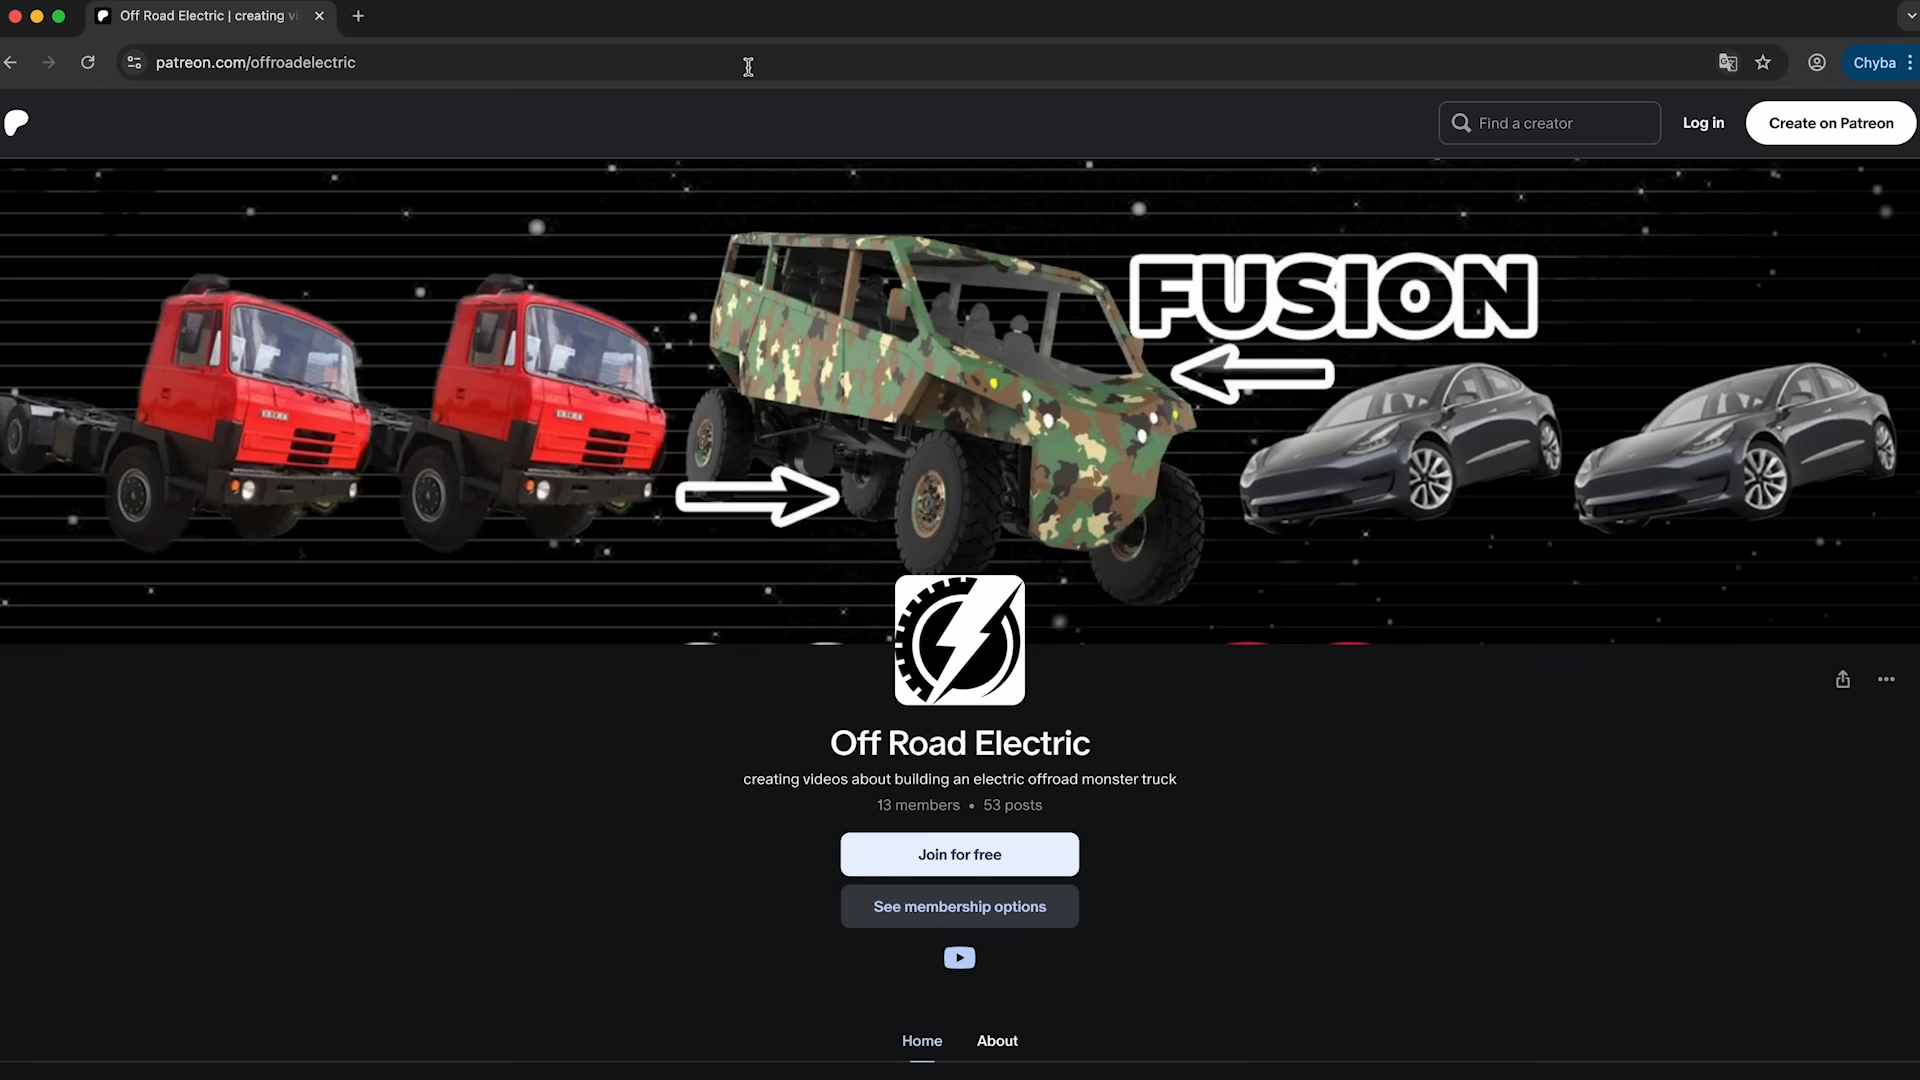 Off Road Electric | creating vi
patreon.com/offroadelectric
Chyba
Find a creator
Log in
Create on Patreon
FUSION
Off Road Electric
creating videos about building an electric offroad monster truck
13 members • 53 posts
Join for free
See membership options
Home
About